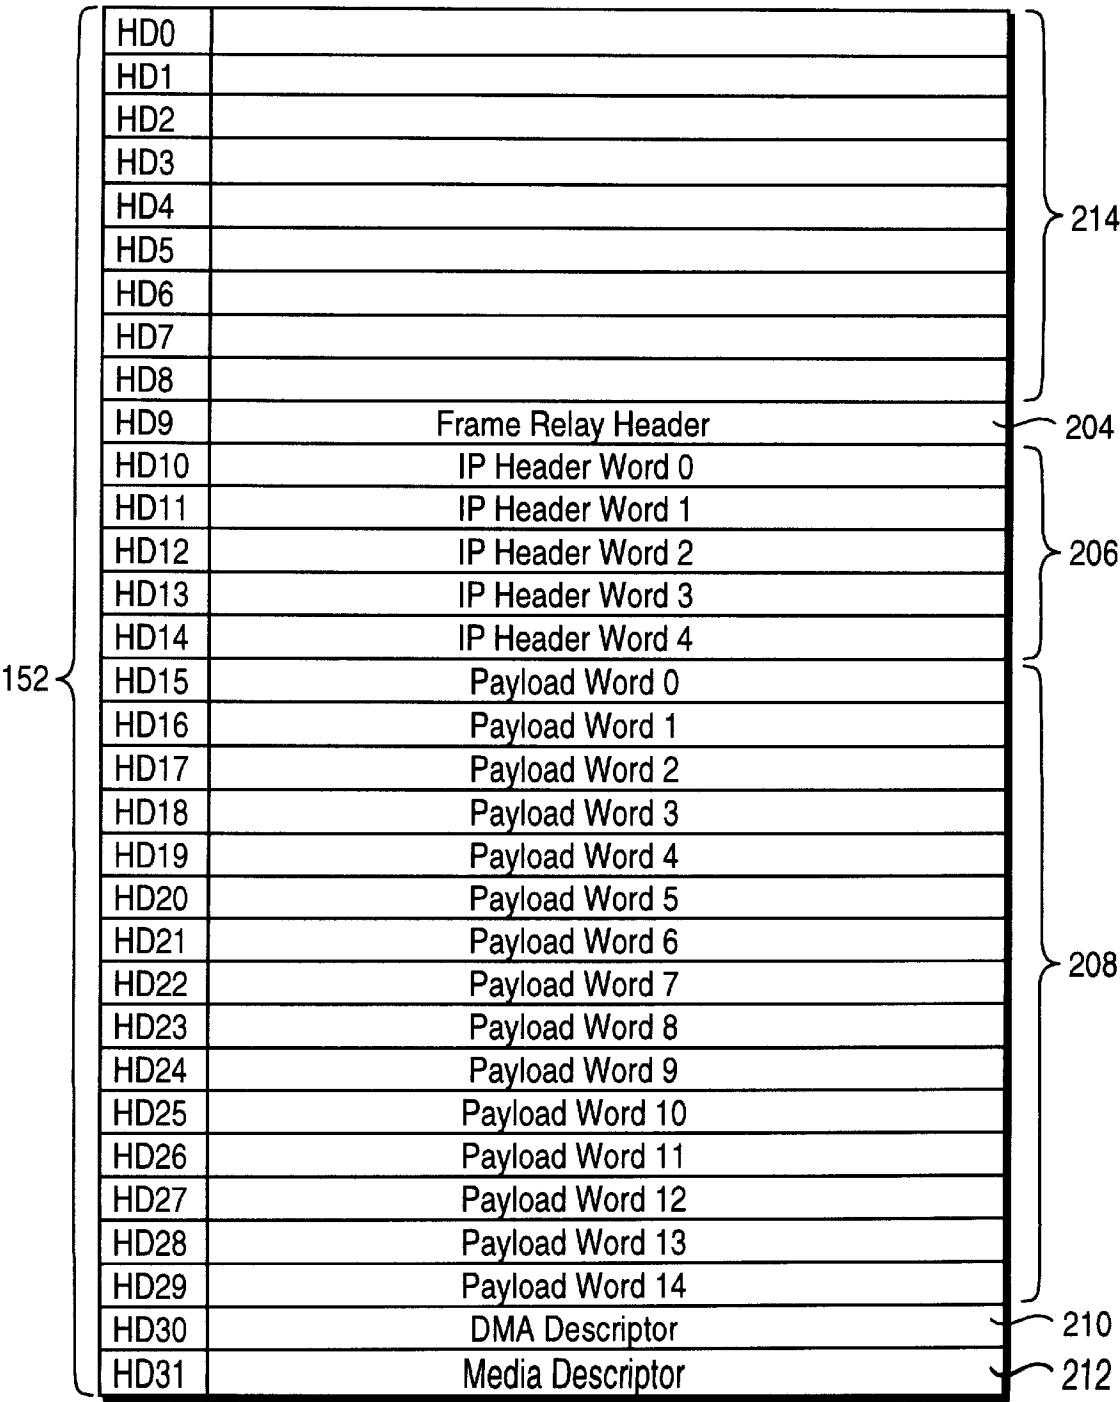 HD0
HD1
HD2
HD3
HD4
214
HD5
HD6
HD7
HD8
HD9 Frame Relay Header 204
HD10 IP Header Word 0
HD11 IP Header Word 1
HD12 IP Header Word 2 206
HD13 IP Header Word 3
HD14 IP Header Word 4
152 HD15 Payload Word 0
HD16 Payload Word 1
HD17 Payload Word 2
HD18 Payload Word 3
HD19 Payload Word 4
HD20 Payload Word 5
HD21 Payload Word 6
208
HD22 Payload Word 7
HD23 Payload Word 8
HD24 Payload Word 9
HD25 Payload Word 10
HD26 Payload Word 11
HD27 Payload Word 12
HD28 Payload Word 13
HD29 Payload Word 14
HD30 DMA Descriptor 210
HD31 Media Descriptor 212